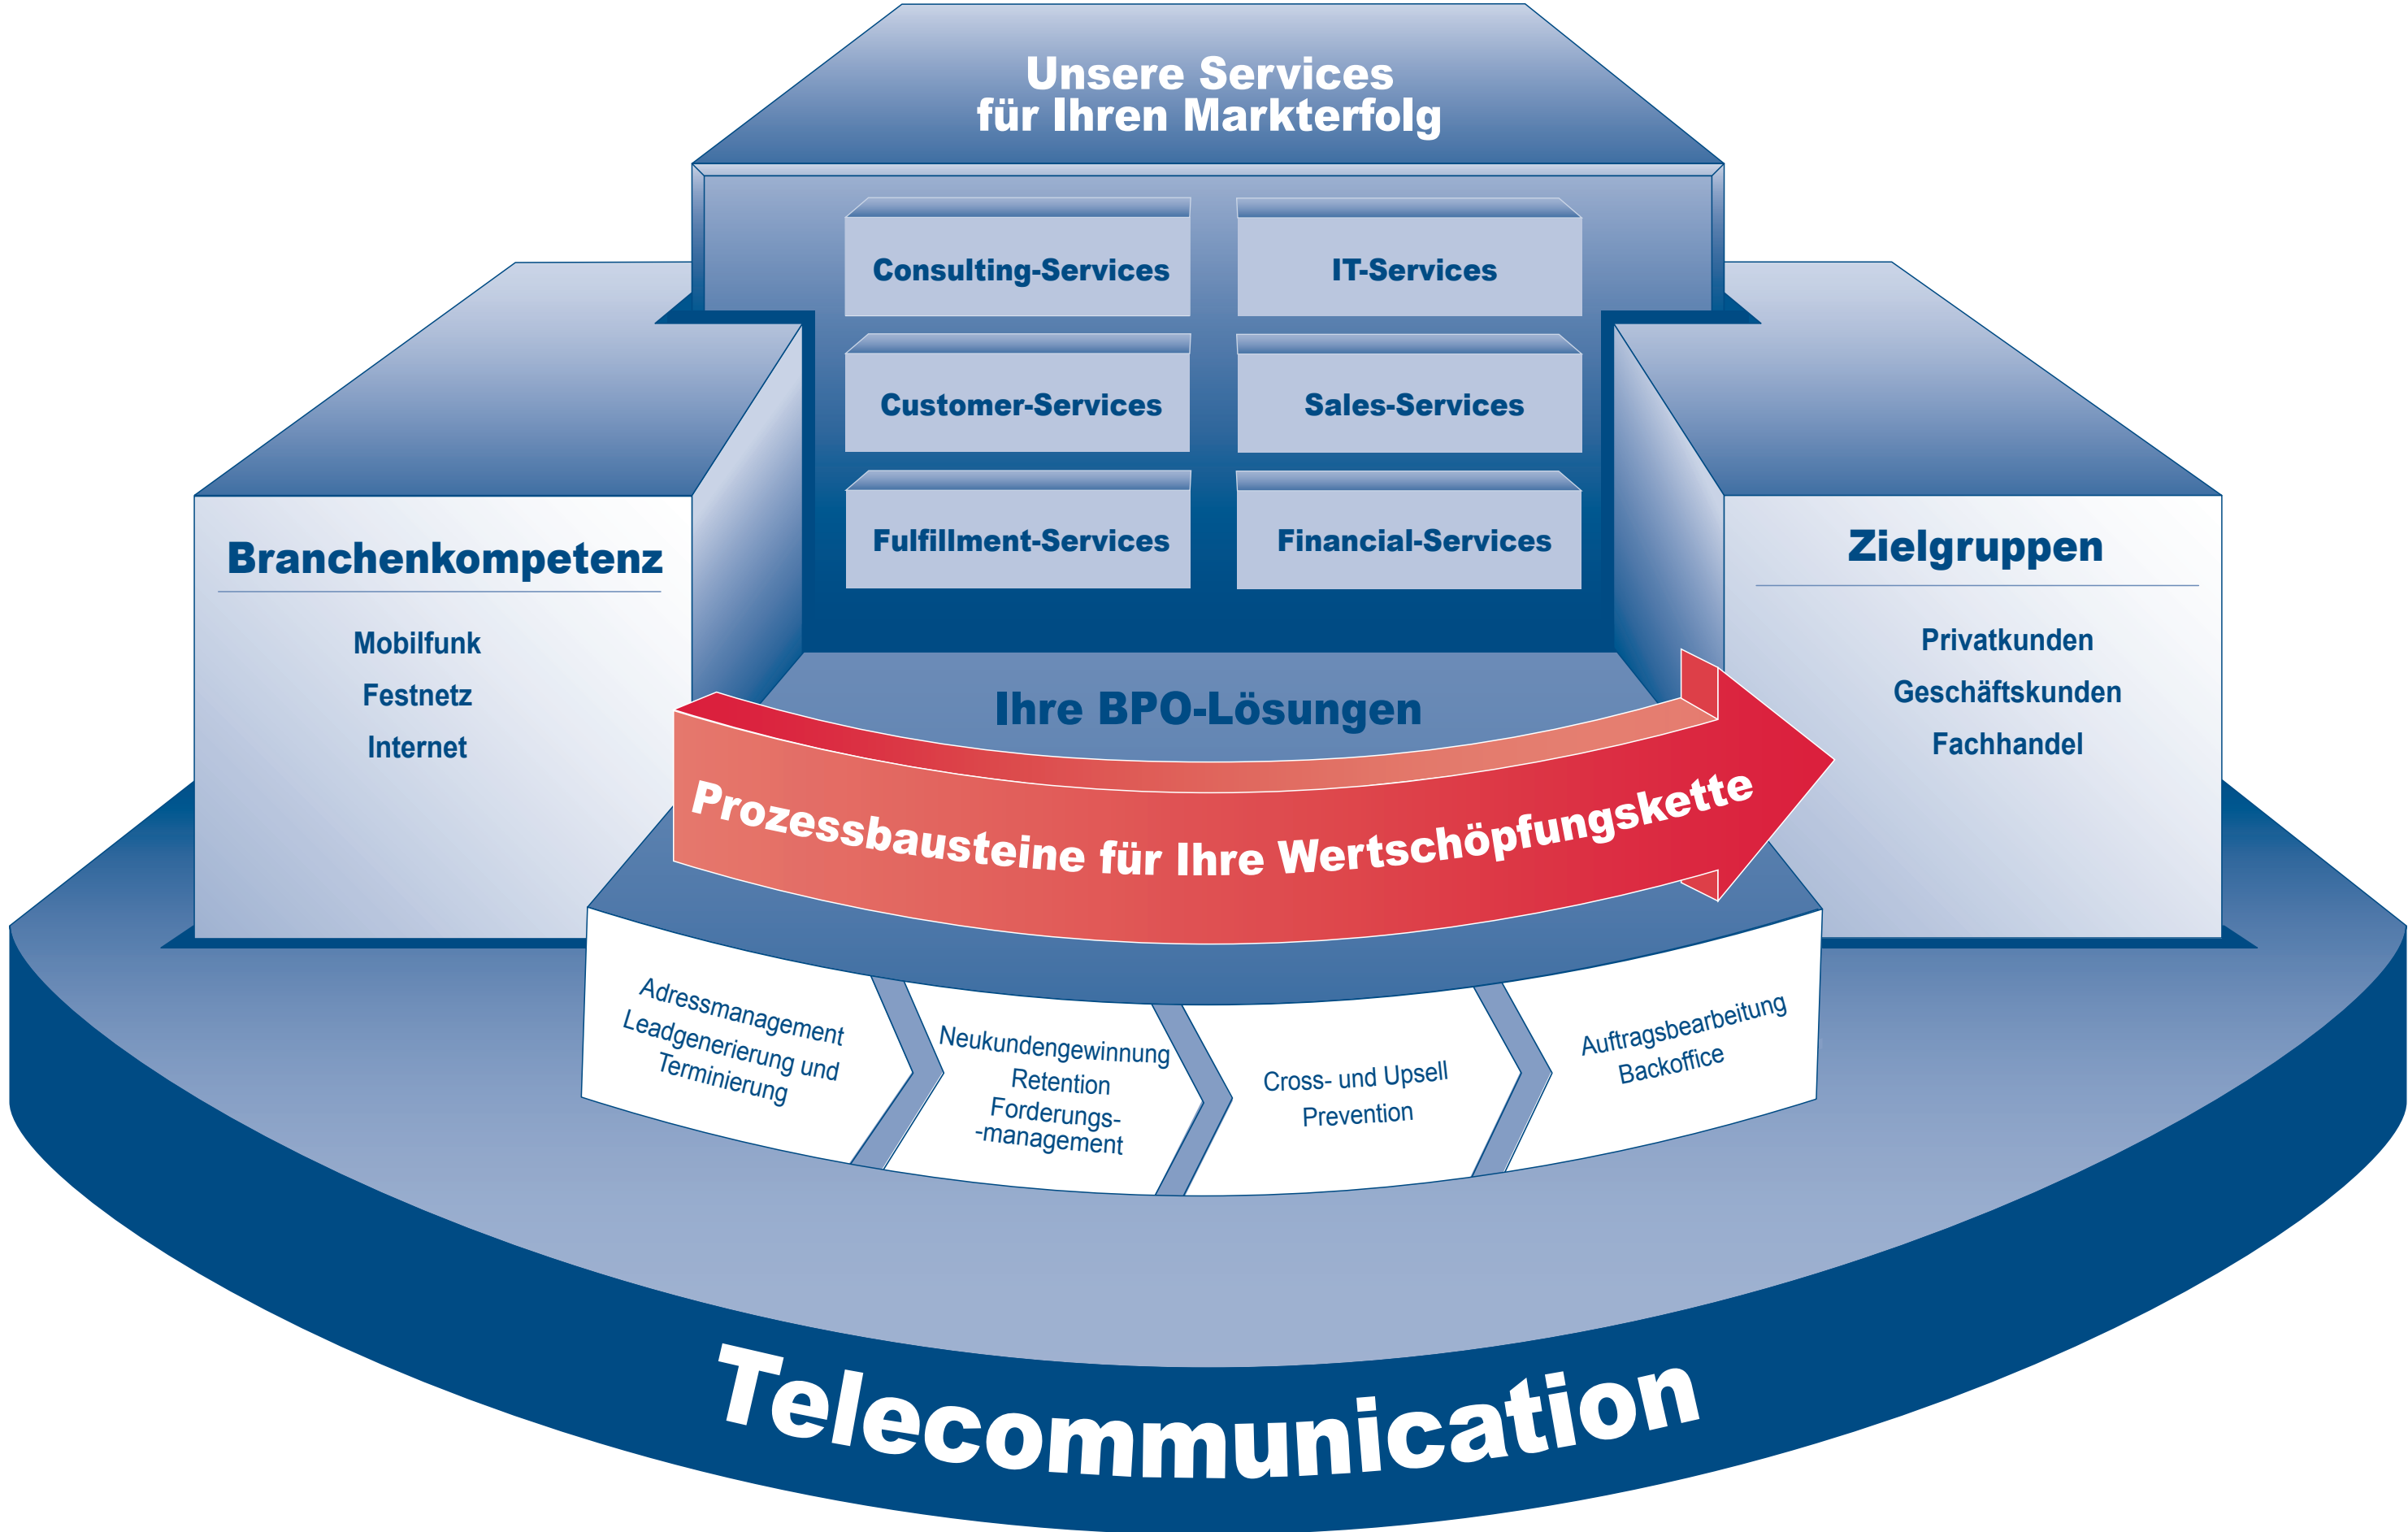 Unsere Services
für Ihren Markterfolg
Consulting-Services
IT-Services
Customer-Services
Sales-Services
Fulfillment-Services
Financial-Services
Branchenkompetenz
Mobilfunk
Festnetz
Internet
Zielgruppen
Privatkunden
Geschäftskunden
Fachhandel
Ihre BPO-Lösungen
Prozessbausteine für Ihre Wertschöpfungskette
Adressmanagement
Leadgenerierung und
Terminierung
Neukundengewinnung
Retention
Forderungs-
-management
Cross- und Upsell
Prevention
Auftragsbearbeitung
Backoffice
Telecommunication